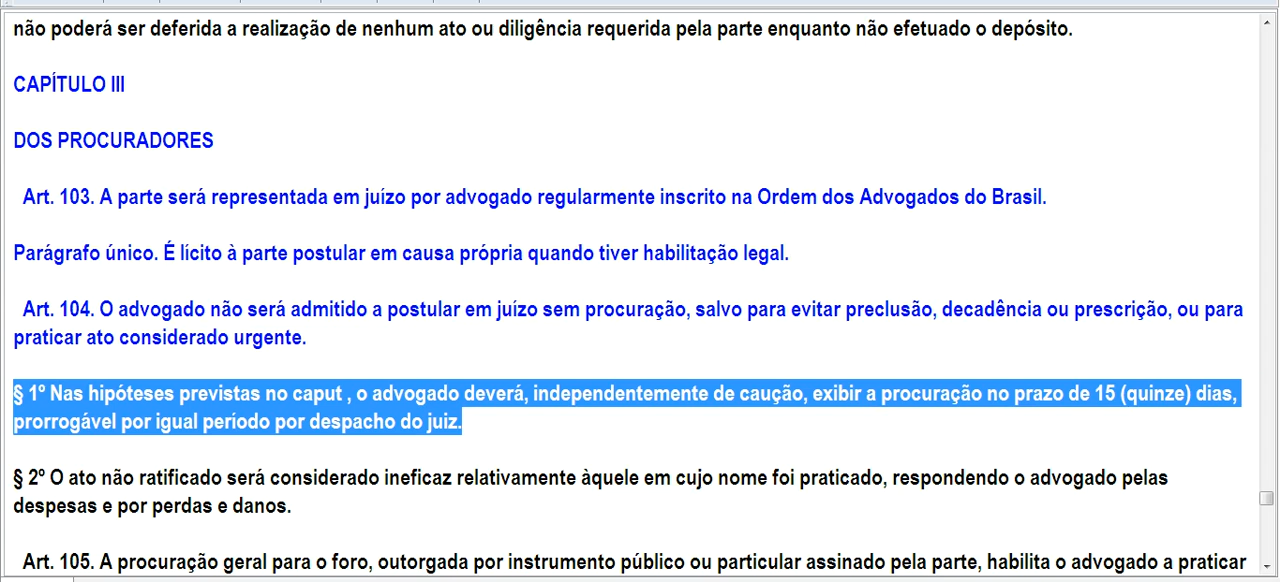 não poderá ser deferida a realização de nenhum ato ou diligência requerida pela parte enquanto não efetuado o depósito.
CAPÍTULO III
DOS PROCURADORES
Art. 103. A parte será representada em juízo por advogado regularmente inscrito na Ordem dos Advogados do Brasil.
Parágrafo único. É lícito à parte postular em causa própria quando tiver habilitação legal.
Art. 104. O advogado não será admitido a postular em juízo sem procuração, salvo para evitar preclusão, decadência ou prescrição, ou para
praticar ato considerado urgente.
§ 1º Nas hipóteses previstas no caput , o advogado deverá, independentemente de caução, exibir a procuração no prazo de 15 (quinze) dias,
prorrogável por igual período por despacho do juiz.
§ 2º O ato não ratificado será considerado ineficaz relativamente àquele em cujo nome foi praticado, respondendo o advogado pelas
despesas e por perdas e danos.
Art. 105. A procuração geral para o foro, outorgada por instrumento público ou particular assinado pela parte, habilita o advogado a praticar